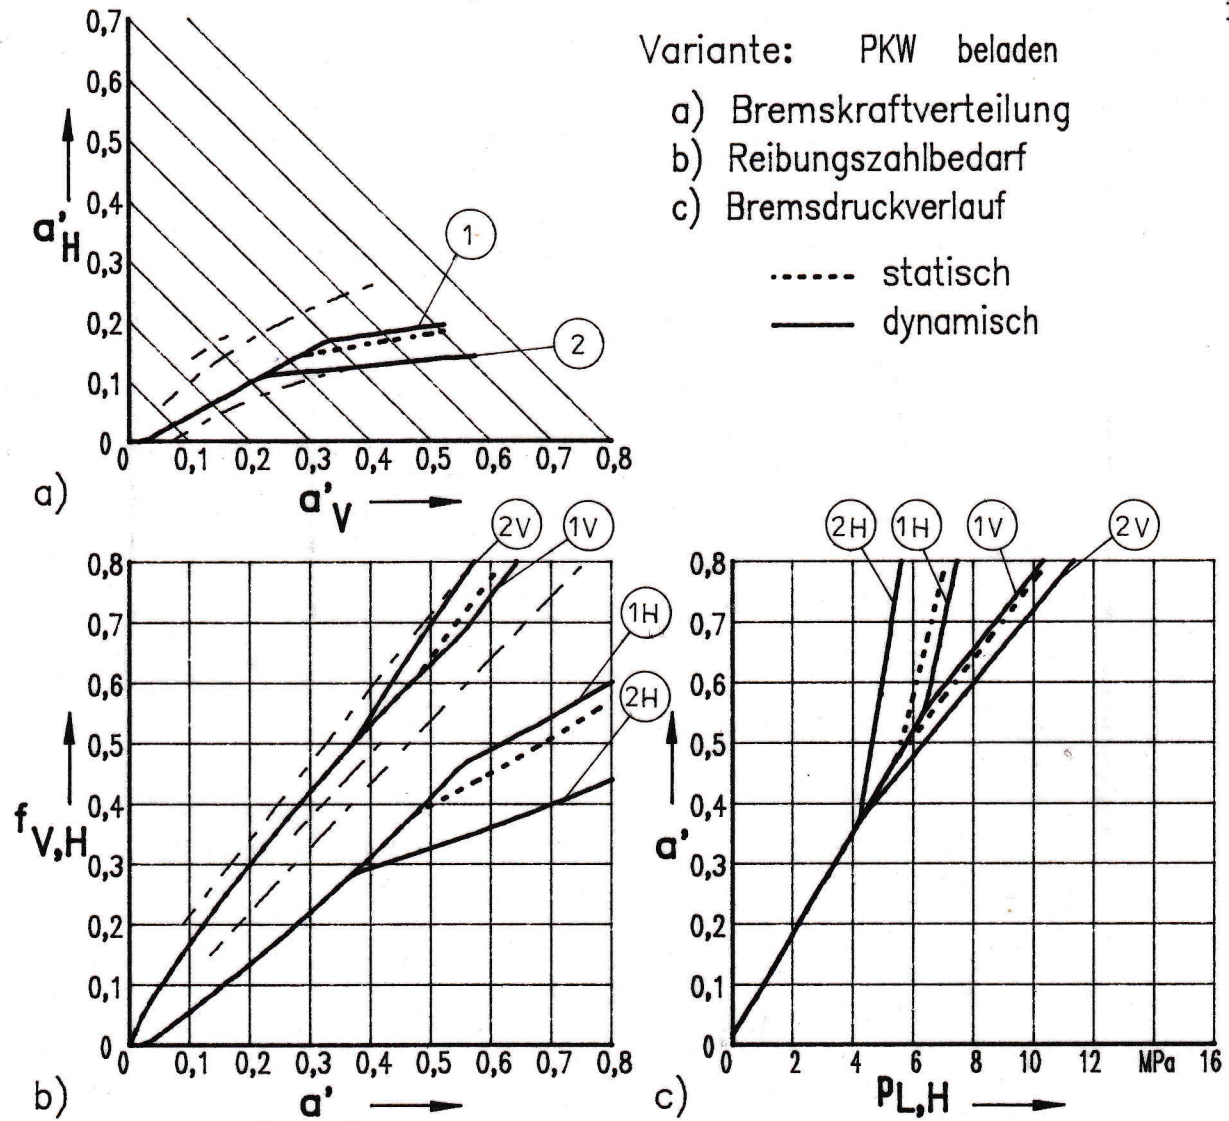 Variante: PKW beladen
a) Bremskraftverteilung
b) Reibungszahlbedarf
c) Bremsdruckverlauf
statisch
dynamisch
0,7
0,6
0,5
0,4
0,3
0,2
0,1
0
a'H
1
2
0 0,1 0,2 0,3 0,4 0,5 0,6 0,7 0,8
a)
a'V
2V 1V
1H
2H
0,8
0,7
0,6
0,5
0,4
0,3
0,2
0,1
0
fV,H
0 0,1 0,2 0,3 0,4 0,5 0,6 0,7 0,8
b)
a'
2H 1H 1V 2V
0,8
0,7
0,6
0,5
0,4
0,3
0,2
0,1
0
a'
0 2 4 6 8 10 12 MPa 16
c)
PL,H